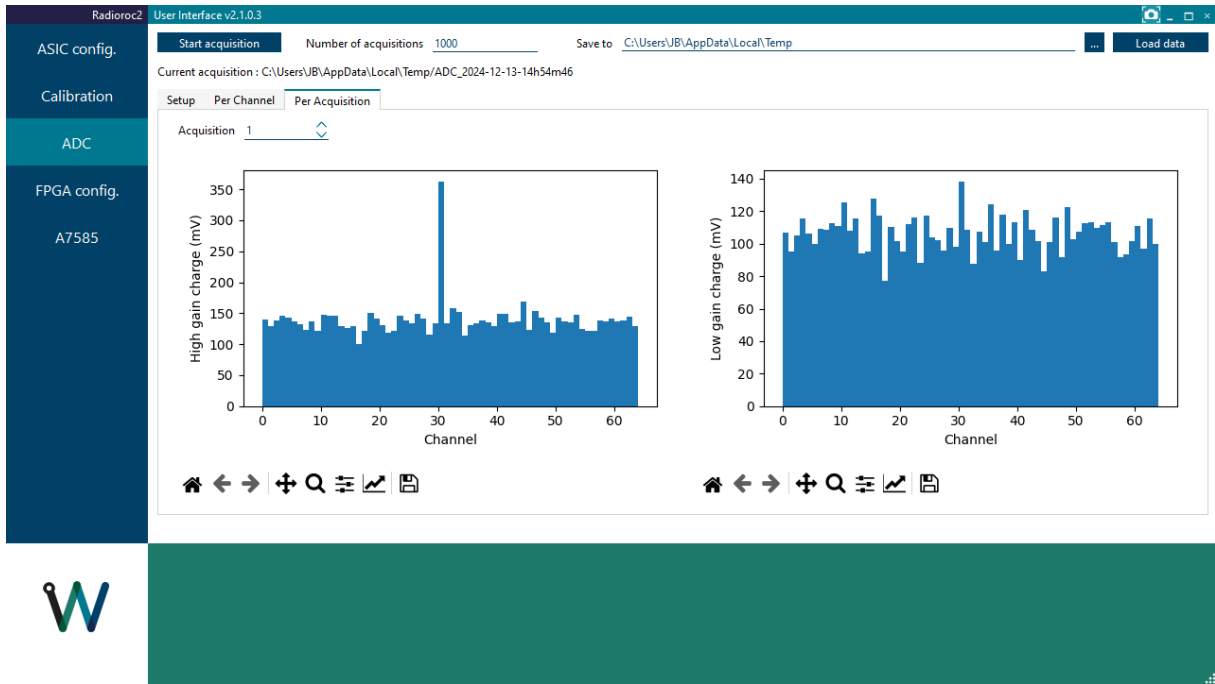 Radioroc2 User Interface v2.1.0.3
ASIC config.
Calibration
ADC
FPGA config.
A7585
Start acquisition Number of acquisitions 1000 Save to C:\Users\JB\AppData\Local\Temp ... Load data
Current acquisition : C:\Users\JB\AppData\Local\Temp/ADC_2024-12-13-14h54m46
Setup Per Channel Per Acquisition
Acquisition 1
High gain charge (mV)
350
300
250
200
150
100
50
0
0 10 20 30 40 50 60
Channel
Low gain charge (mV)
140
120
100
80
60
40
20
0
0 10 20 30 40 50 60
Channel